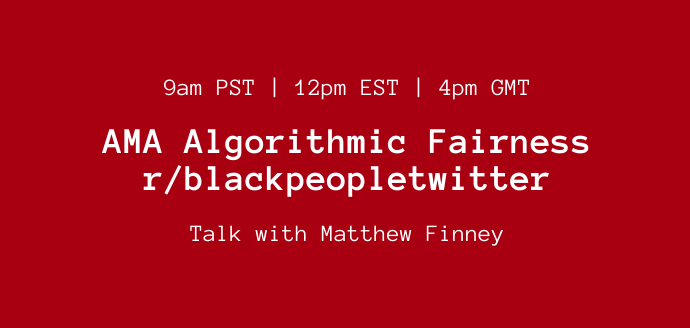 9am PST | 12pm EST | 4pm GMT
AMA Algorithmic Fairness
r/blackpeopletwitter
Talk with Matthew Finney